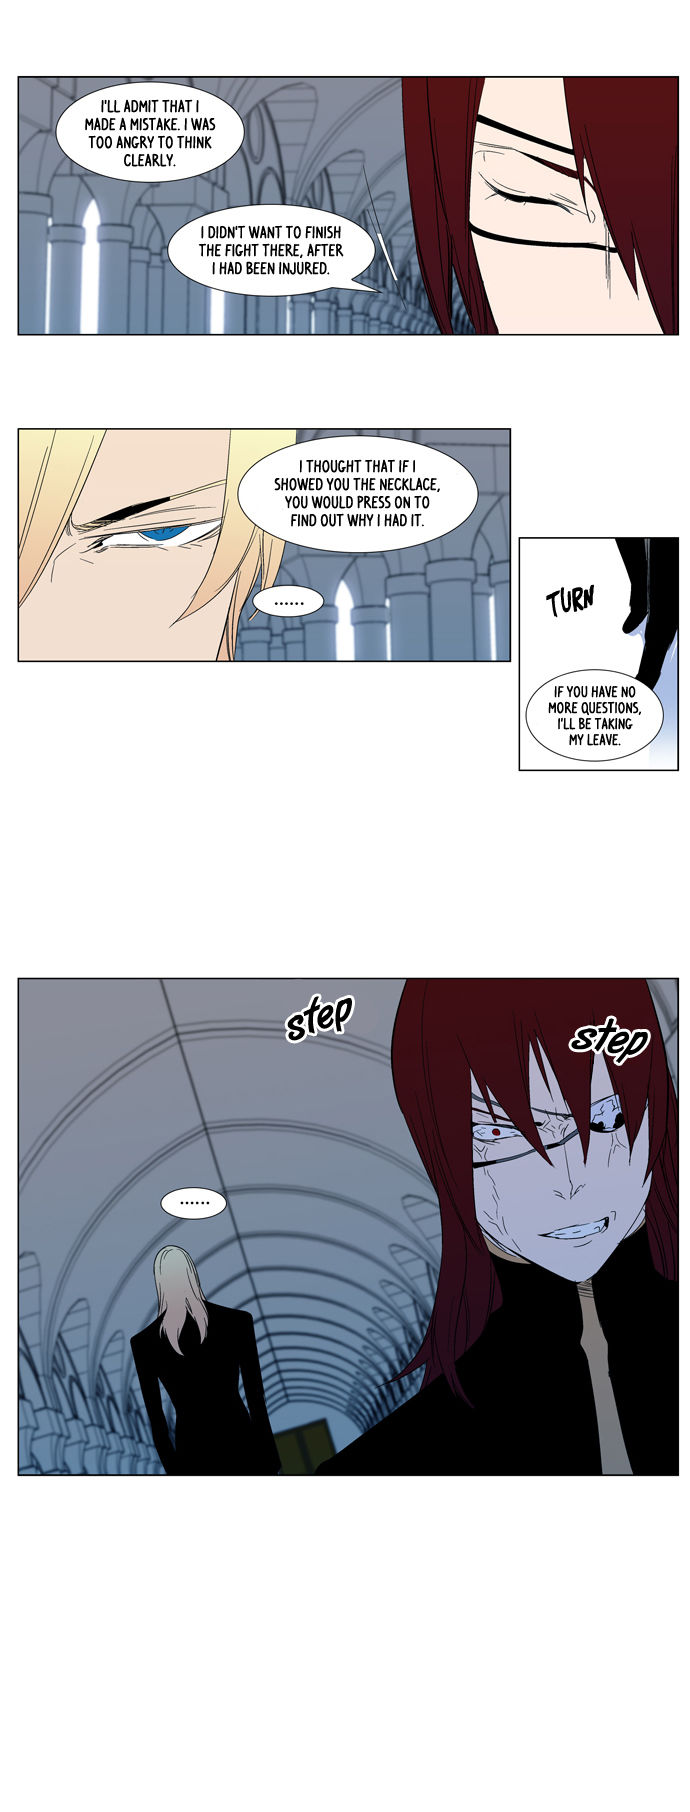 I'LL ADMIT THAT I
MADE A MISTAKE. I WAS
TOO ANGRY TO THINK
CLEARLY.
I DIDN'T WANT TO FINISH
THE FIGHT THERE, AFTER
I HAD BEEN INJURED.
I THOUGHT THAT IF I
SHOWED YOU THE NECKLACE,
YOU WOULD PRESS ON TO
FIND OUT WHY I HAD IT.
......
TURN
IF YOU HAVE NO
MORE QUESTIONS,
I'LL BE TAKING
MY LEAVE.
step
step
......